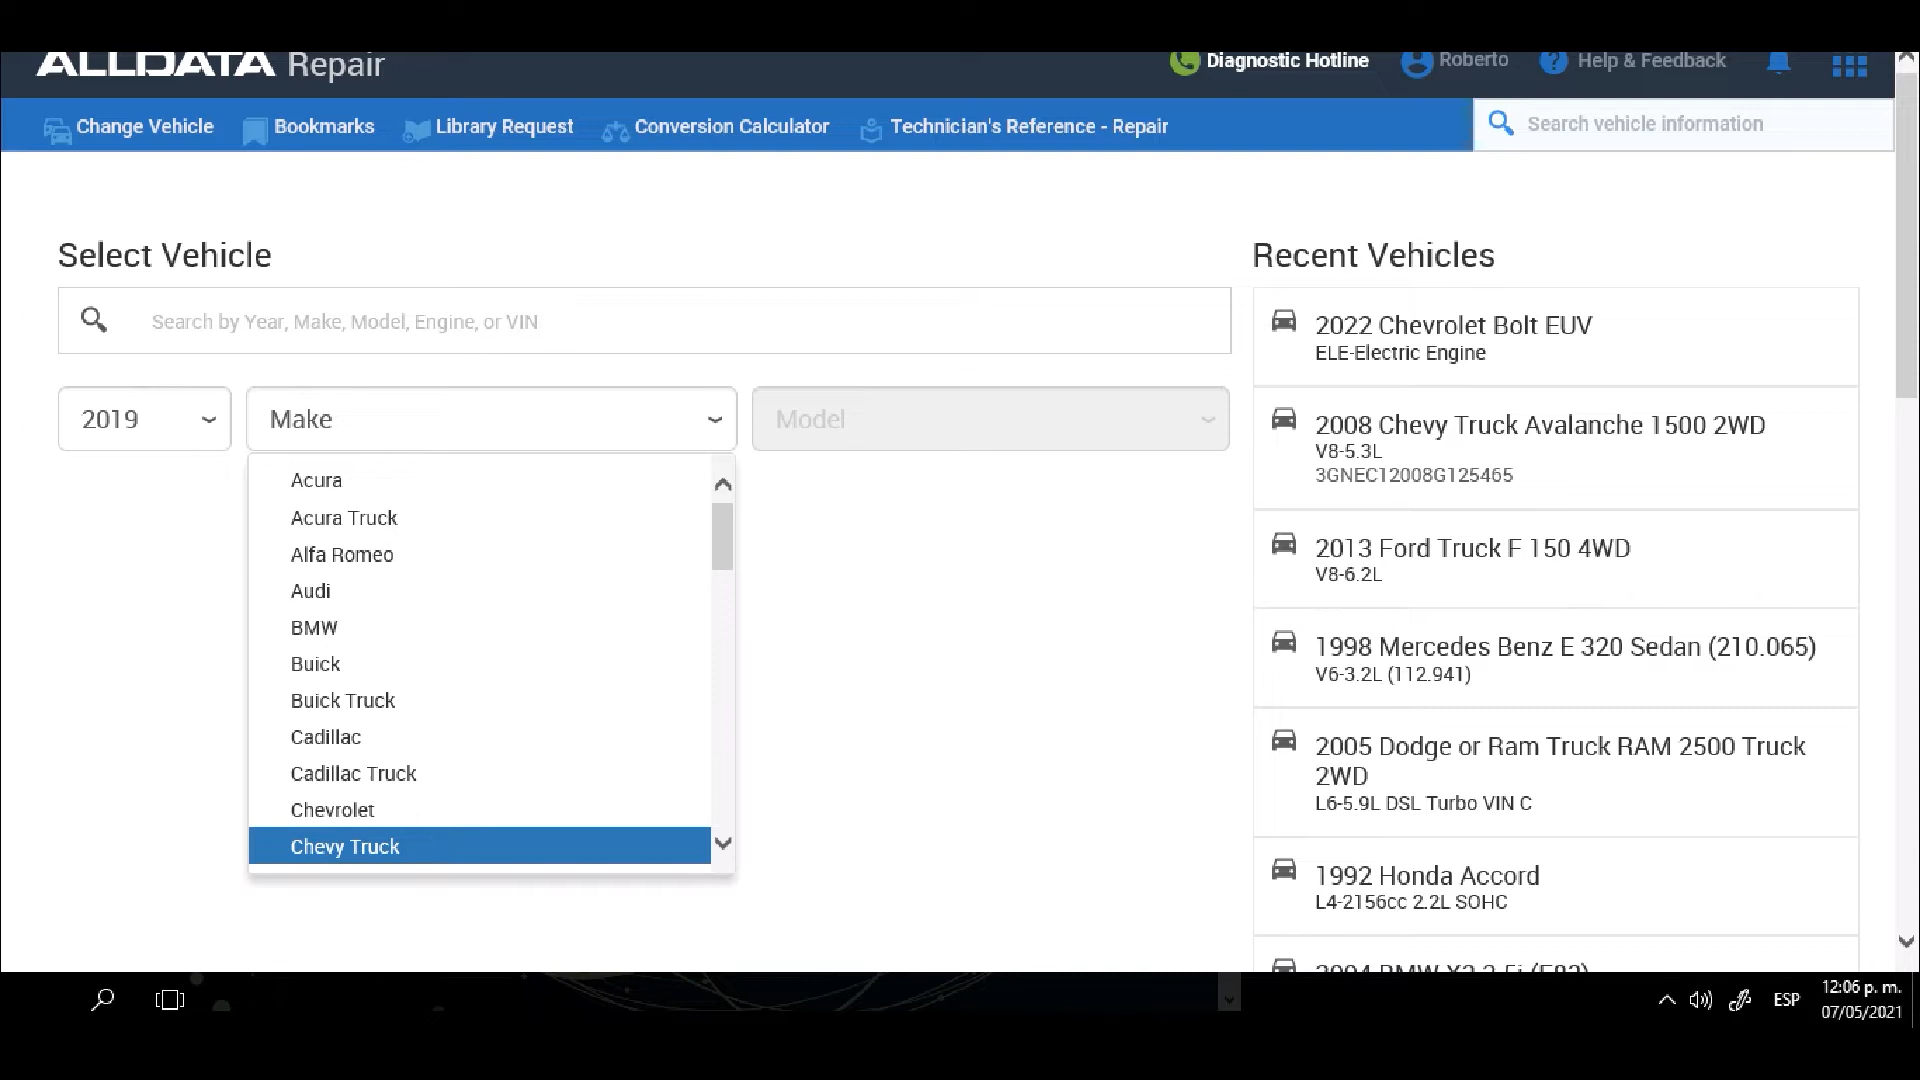 ALLDATA Repair
Diagnostic Hotline
Roberto
Help & Feedback
Change Vehicle
Bookmarks
Library Request
Conversion Calculator
Technician's Reference - Repair
Search vehicle information
Select Vehicle
Search by Year, Make, Model, Engine, or VIN
2019
Make
Model
Acura
Acura Truck
Alfa Romeo
Audi
BMW
Buick
Buick Truck
Cadillac
Cadillac Truck
Chevrolet
Chevy Truck
Recent Vehicles
2022 Chevrolet Bolt EUV
ELE-Electric Engine
2008 Chevy Truck Avalanche 1500 2WD
V8-5.3L
3GNEC12008G125465
2013 Ford Truck F 150 4WD
V8-6.2L
1998 Mercedes Benz E 320 Sedan (210.065)
V6-3.2L (112.941)
2005 Dodge or Ram Truck RAM 2500 Truck
2WD
L6-5.9L DSL Turbo VIN C
1992 Honda Accord
L4-2156cc 2.2L SOHC
ESP
12:06 p. m.
07/05/2021